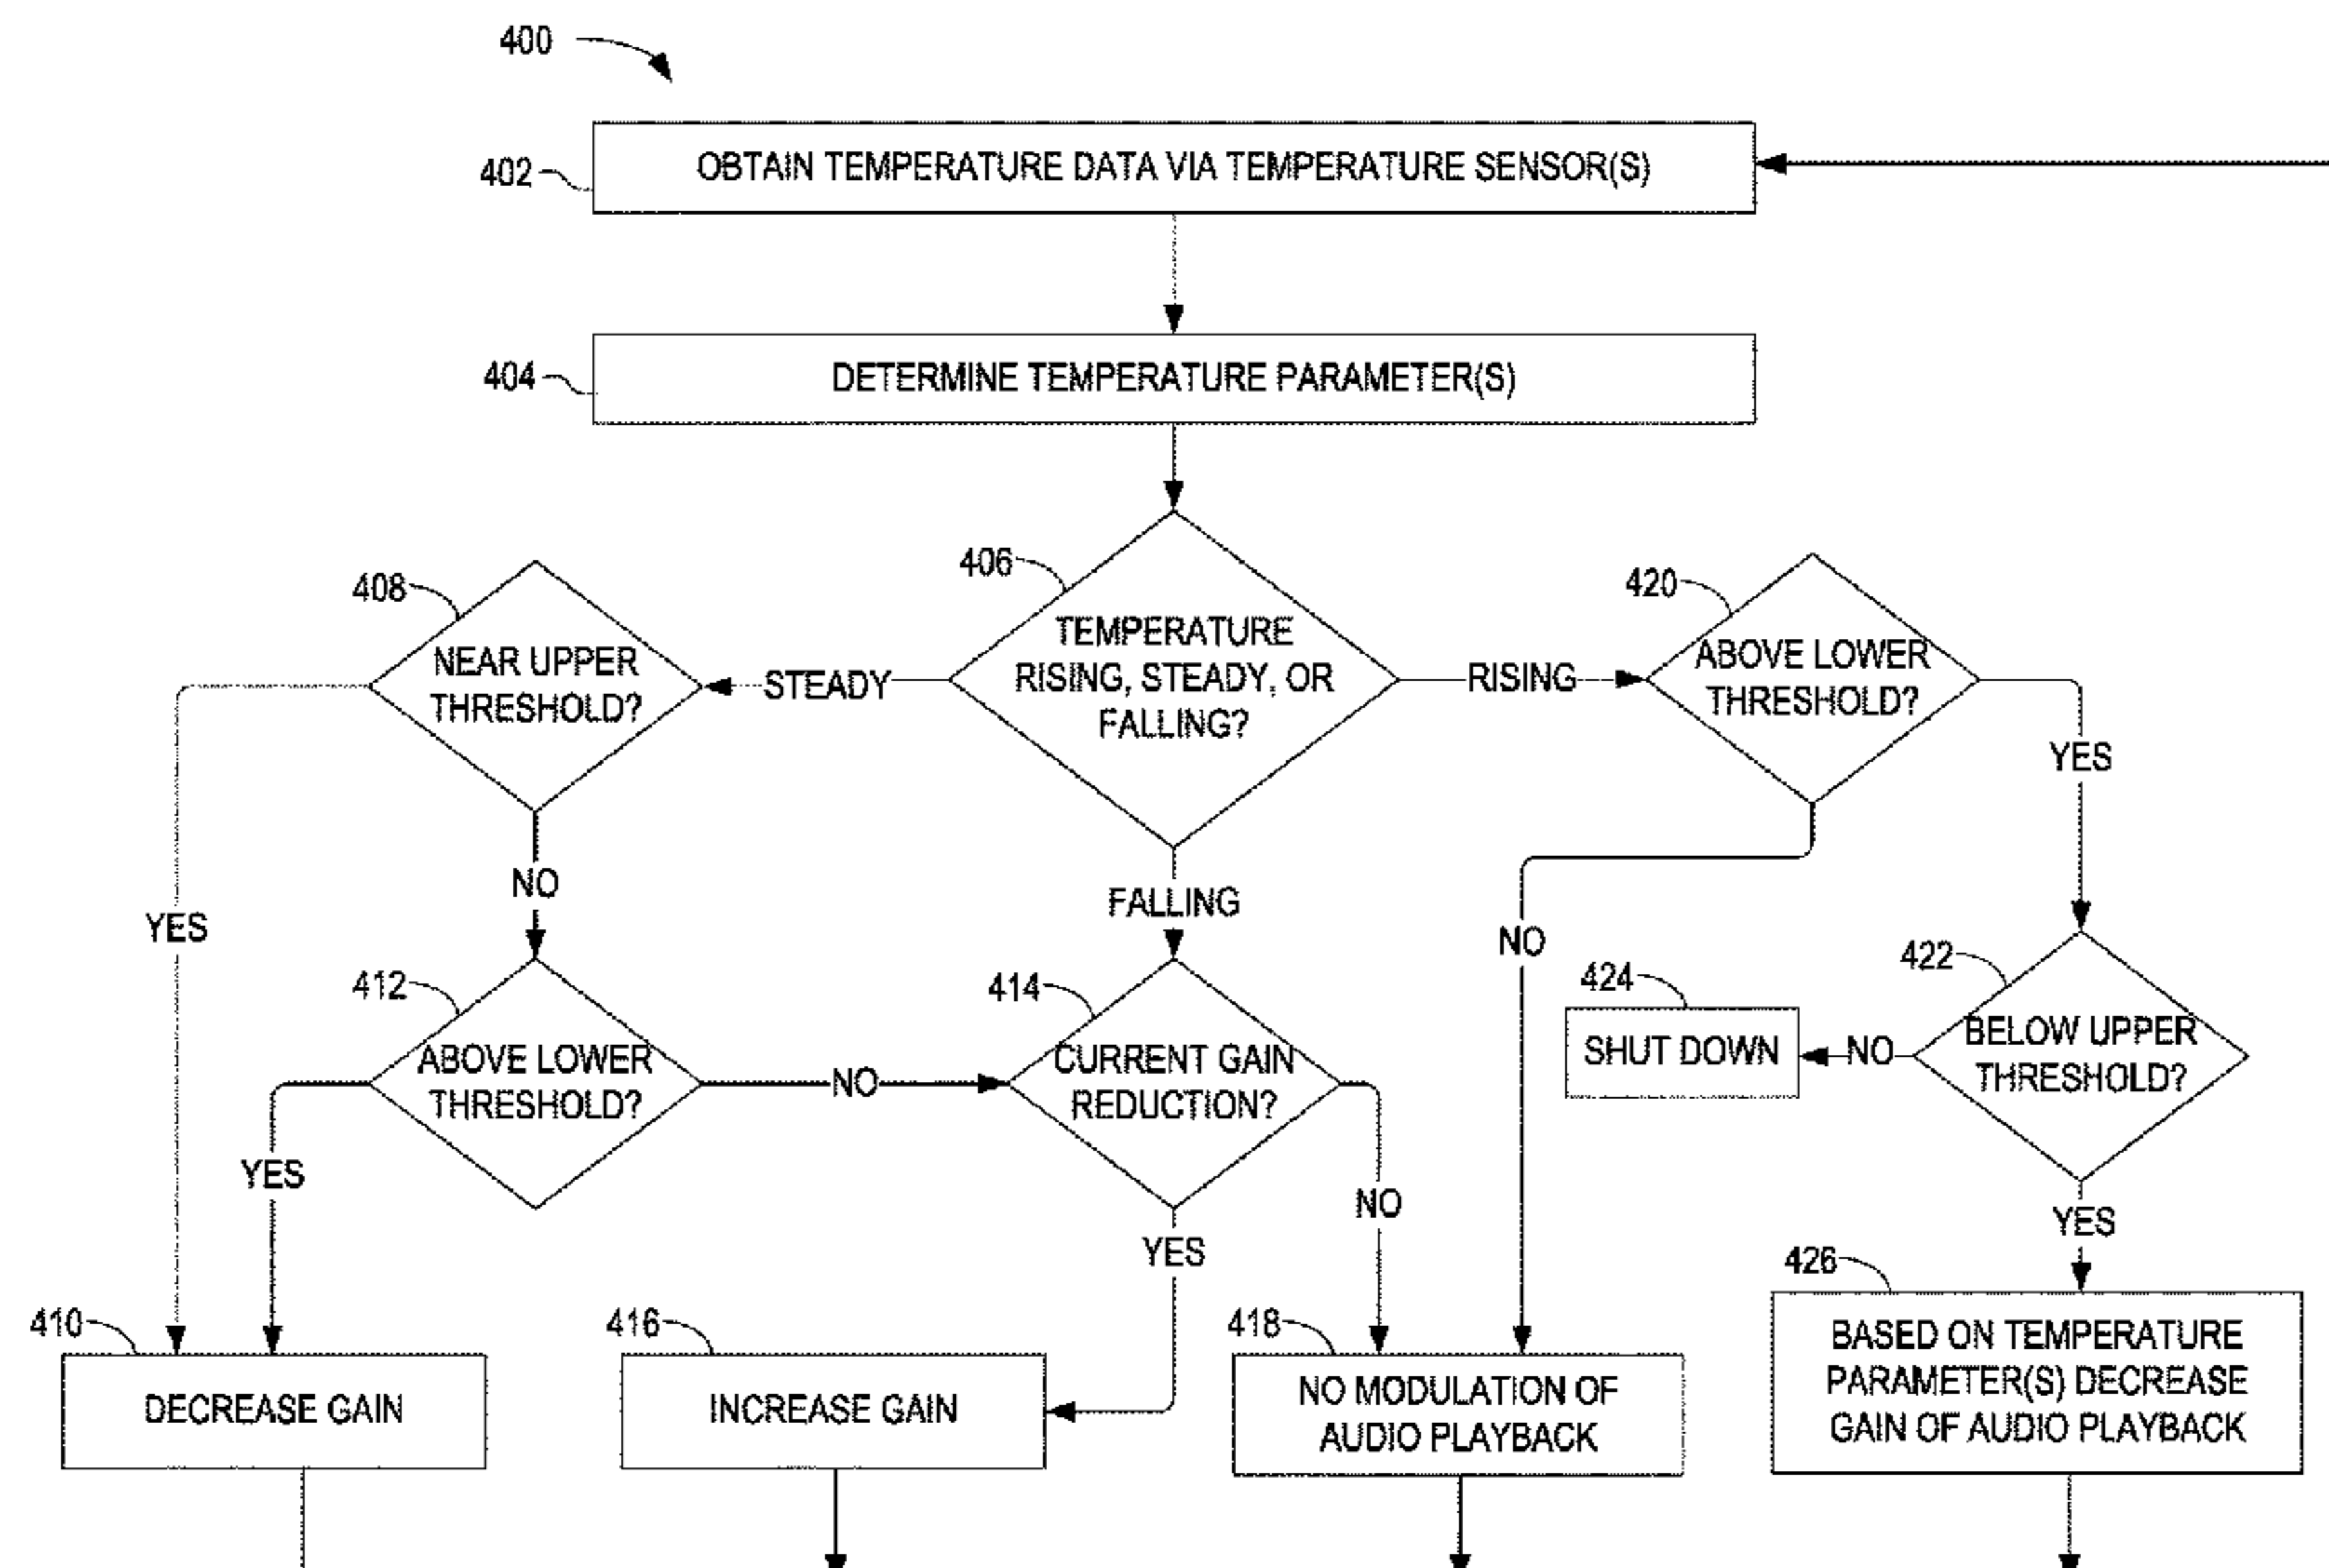 400
402
OBTAIN TEMPERATURE DATA VIA TEMPERATURE SENSOR(S)
404
DETERMINE TEMPERATURE PARAMETER(S)
406
TEMPERATURE
RISING, STEADY, OR
FALLING?
408
NEAR UPPER
THRESHOLD?
STEADY
RISING
420
ABOVE LOWER
THRESHOLD?
YES
NO
FALLING
NO
YES
412
ABOVE LOWER
THRESHOLD?
NO
414
CURRENT GAIN
REDUCTION?
424
SHUT DOWN
NO
422
BELOW UPPER
THRESHOLD?
YES
YES
NO
YES
410
DECREASE GAIN
416
INCREASE GAIN
418
NO MODULATION OF
AUDIO PLAYBACK
426
BASED ON TEMPERATURE
PARAMETER(S) DECREASE
GAIN OF AUDIO PLAYBACK